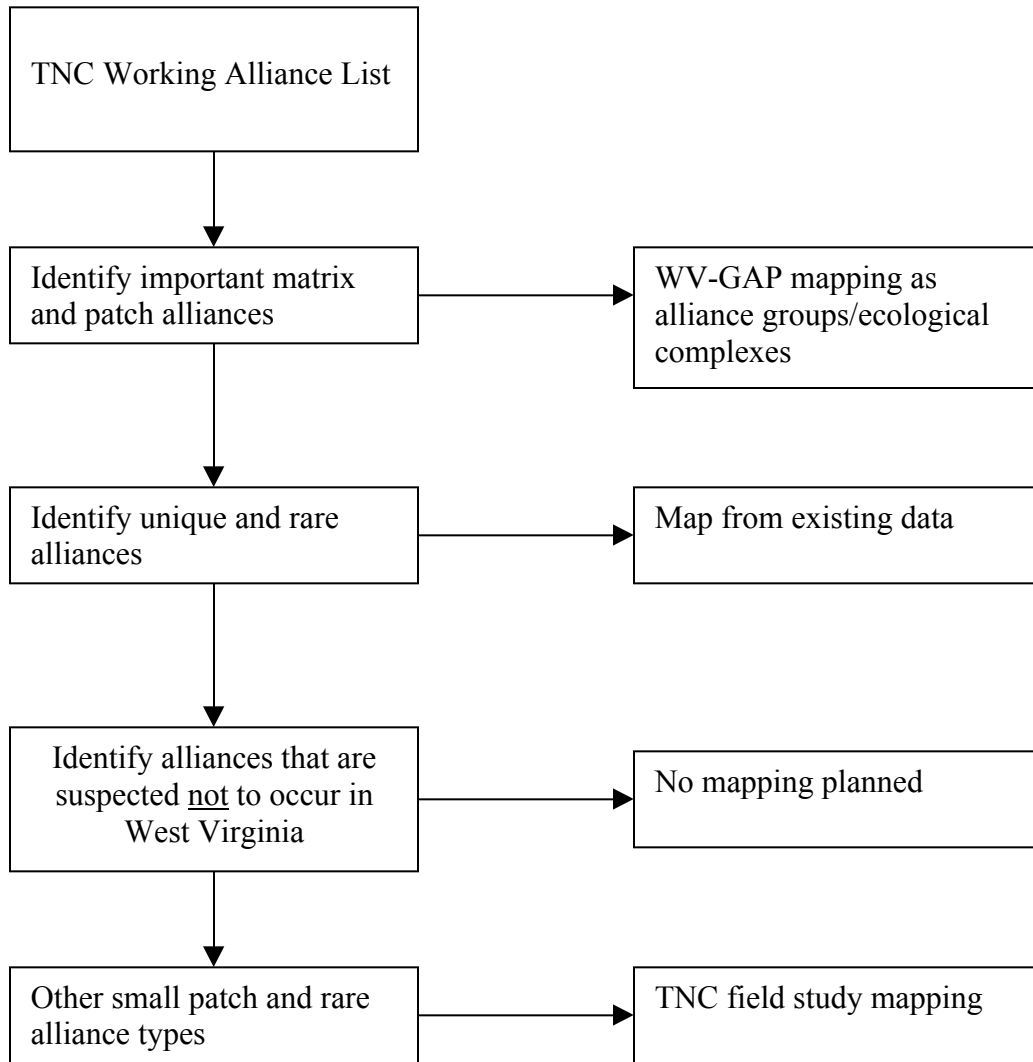 TNC Working Alliance List
Identify important matrix
and patch alliances
WV-GAP mapping as
alliance groups/ecological
complexes
Identify unique and rare
alliances
Map from existing data
Identify alliances that are
suspected not to occur in
West Virginia
No mapping planned
Other small patch and rare
alliance types
TNC field study mapping